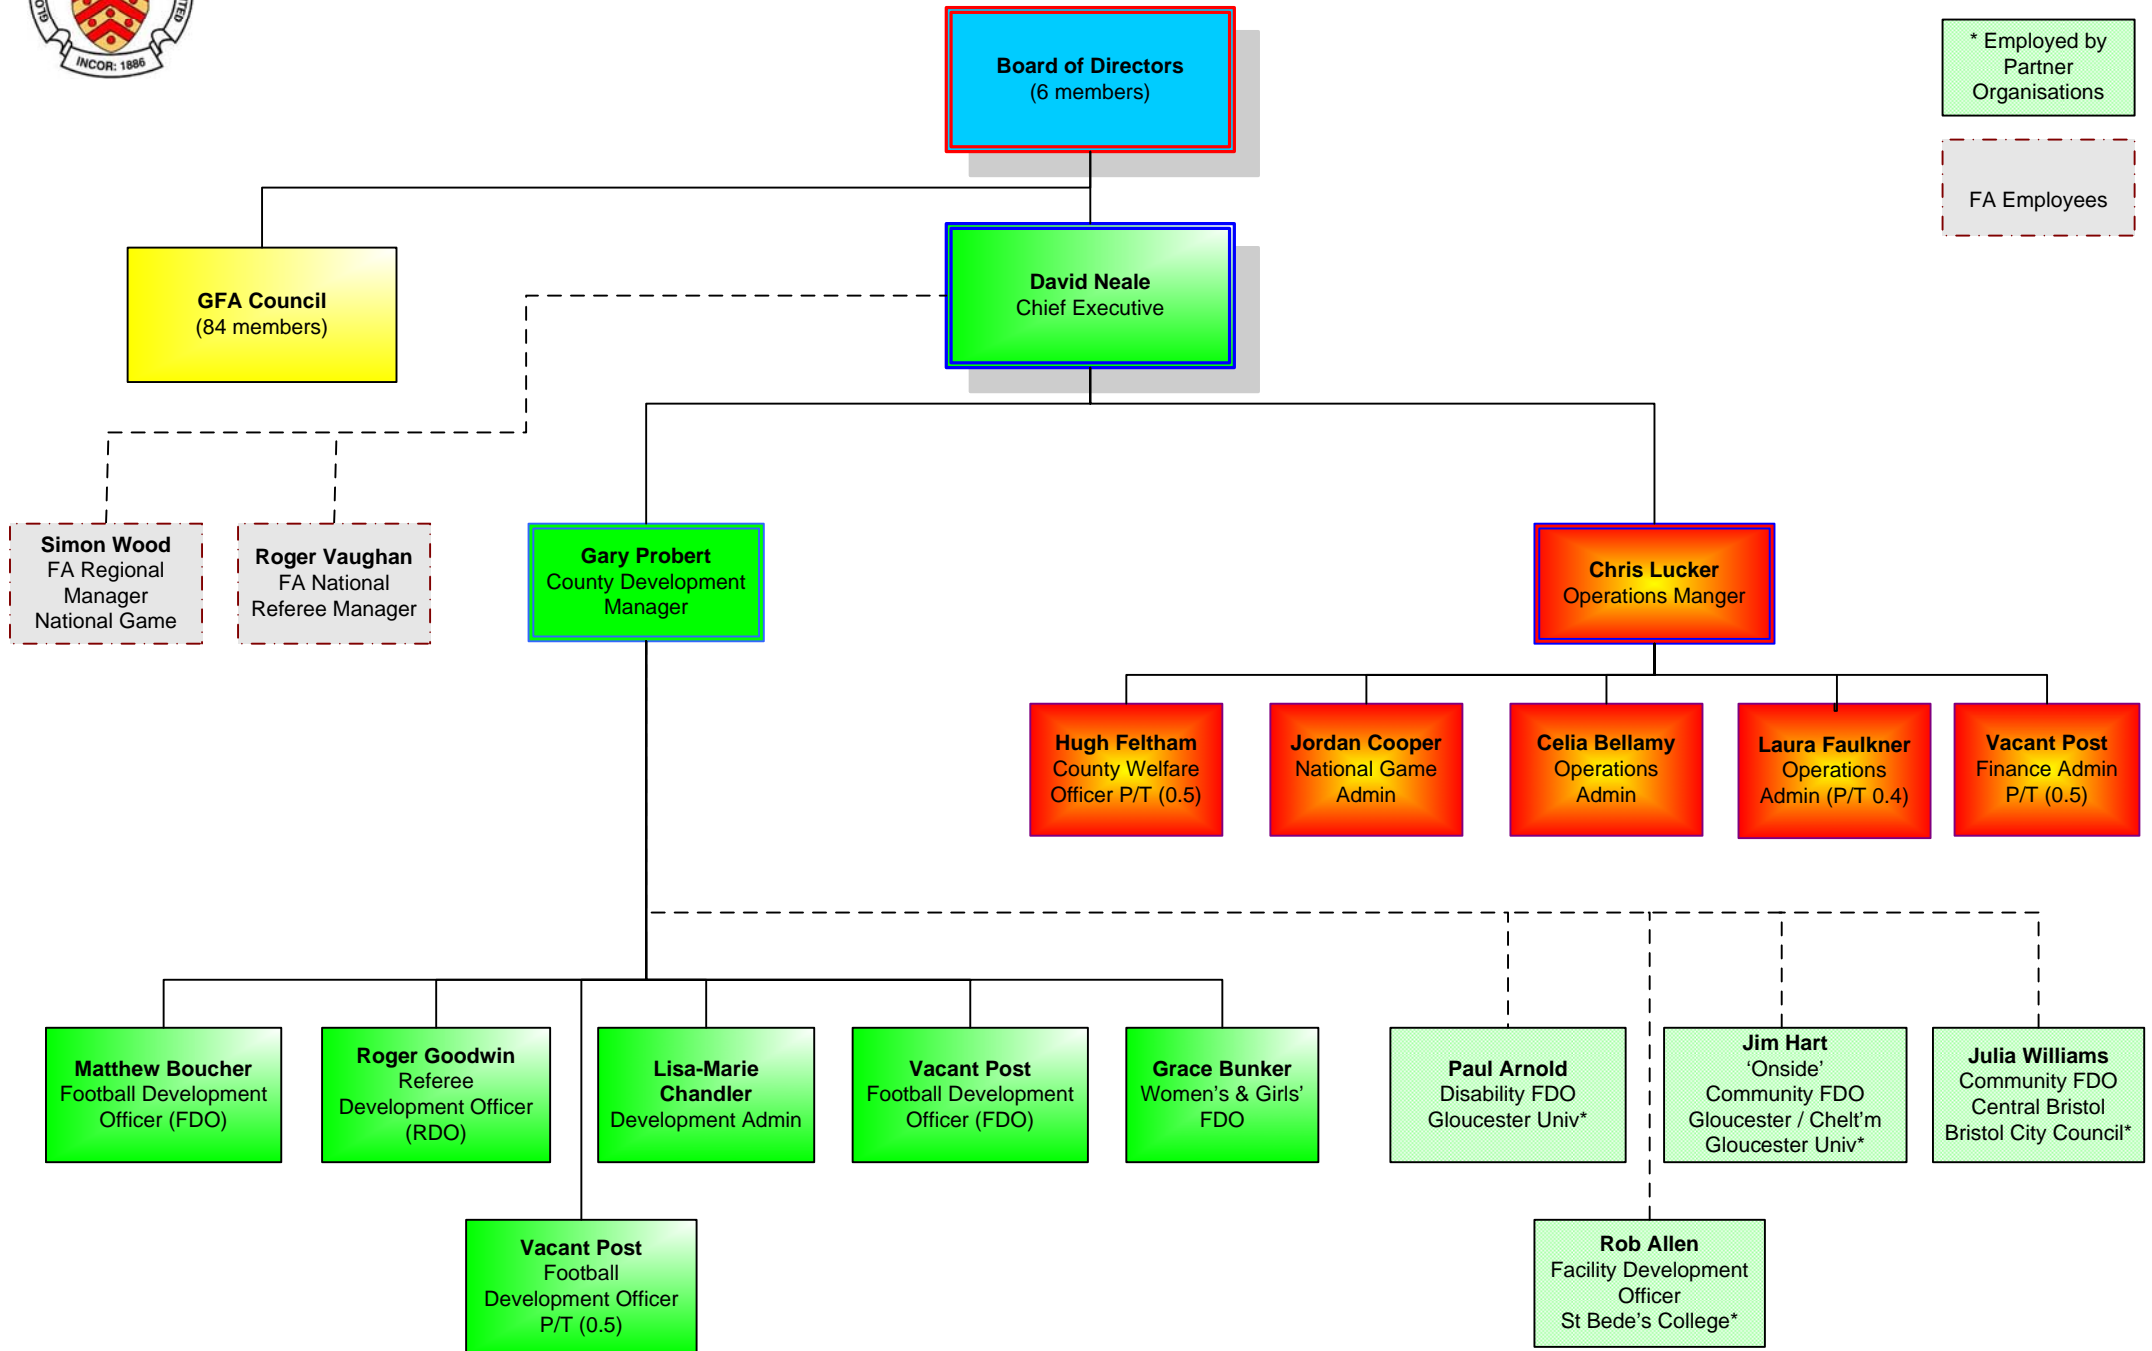 GLO
TED
INCOR: 1886
Board of Directors
(6 members)
* Employed by
Partner
Organisations
FA Employees
GFA Council
(84 members)
David Neale
Chief Executive
Simon Wood
FA Regional
Manager
National Game
Roger Vaughan
FA National
Referee Manager
Gary Probert
County Development
Manager
Chris Lucker
Operations Manger
Hugh Feltham
County Welfare
Officer P/T (0.5)
Jordan Cooper
National Game
Admin
Celia Bellamy
Operations
Admin
Laura Faulkner
Operations
Admin (P/T 0.4)
Vacant Post
Finance Admin
P/T (0.5)
Matthew Boucher
Football Development
Officer (FDO)
Roger Goodwin
Referee
Development Officer
(RDO)
Lisa-Marie
Chandler
Development Admin
Vacant Post
Football Development
Officer (FDO)
Grace Bunker
Women’s & Girls’
FDO
Paul Arnold
Disability FDO
Gloucester Univ*
Jim Hart
‘Onside’
Community FDO
Gloucester / Chelt’m
Gloucester Univ*
Julia Williams
Community FDO
Central Bristol
Bristol City Council*
Vacant Post
Football
Development Officer
P/T (0.5)
Rob Allen
Facility Development
Officer
St Bede’s College*